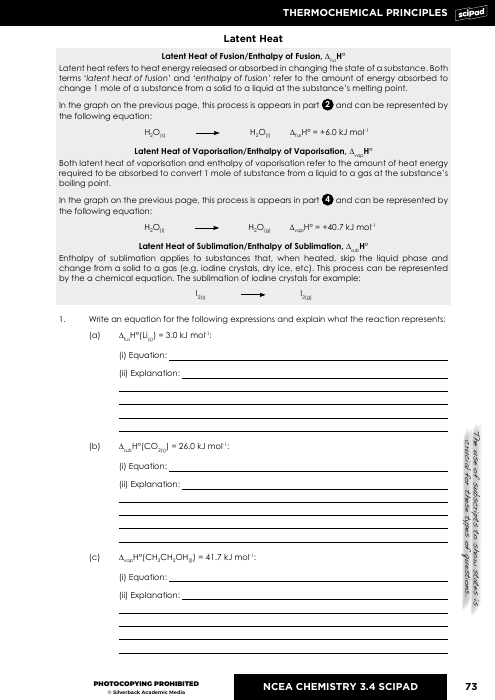 THERMOCHEMICAL PRINCIPLES
scipad
Latent Heat
Latent Heat of Fusion/Enthalpy of Fusion, ΔfusH°
Latent heat refers to heat energy released or absorbed in changing the state of a substance. Both
terms 'latent heat of fusion' and 'enthalpy of fusion' refer to the amount of energy absorbed to
change 1 mole of a substance from a solid to a liquid at the substance's melting point.
In the graph on the previous page, this process is appears in part 2 and can be represented by
the following equation:
H2O(s) → H2O(l) ΔfusH° = +6.0 kJ mol-1
Latent Heat of Vaporisation/Enthalpy of Vaporisation, ΔvapH°
Both latent heat of vaporisation and enthalpy of vaporisation refer to the amount of heat energy
required to be absorbed to convert 1 mole of substance from a liquid to a gas at the substance's
boiling point.
In the graph on the previous page, this process is appears in part 4 and can be represented by
the following equation:
H2O(l) → H2O(g) ΔvapH° = +40.7 kJ mol-1
Latent Heat of Sublimation/Enthalpy of Sublimation, ΔsubH°
Enthalpy of sublimation applies to substances that, when heated, skip the liquid phase and
change from a solid to a gas (e.g. iodine crystals, dry ice, etc). This process can be represented
by the a chemical equation. The sublimation of iodine crystals for example:
I2(s) → I2(g)
1. Write an equation for the following expressions and explain what the reaction represents:
(a) ΔfusH°(Li(s)) = 3.0 kJ mol-1:
(i) Equation:
(ii) Explanation:
(b) ΔsubH°(CO2(s)) = 26.0 kJ mol-1:
(i) Equation:
(ii) Explanation:
(c) ΔvapH°(CH3CH2OH(l)) = 41.7 kJ mol-1:
(i) Equation:
(ii) Explanation:
The use of subscripts to show states is
crucial for these types of questions.
PHOTOCOPYING PROHIBITED
© Silverback Academic Media
NCEA CHEMISTRY 3.4 SCIPAD
73